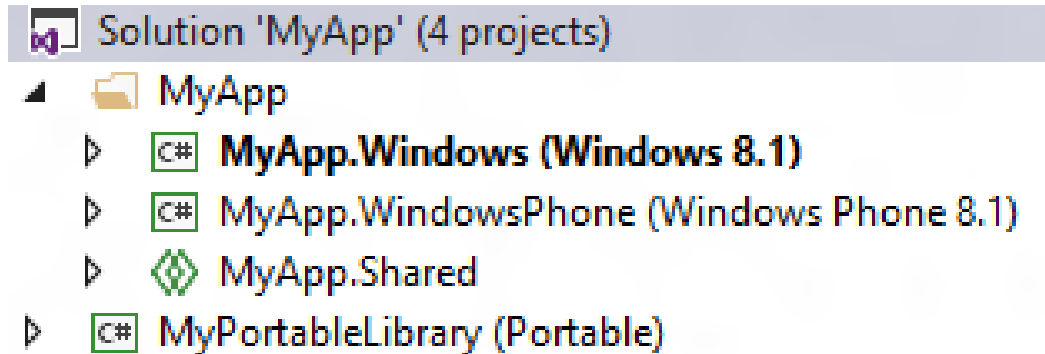 Solution 'MyApp' (4 projects)
MyApp
C# MyApp.Windows (Windows 8.1)
C# MyApp.WindowsPhone (Windows Phone 8.1)
MyApp.Shared
C# MyPortableLibrary (Portable)